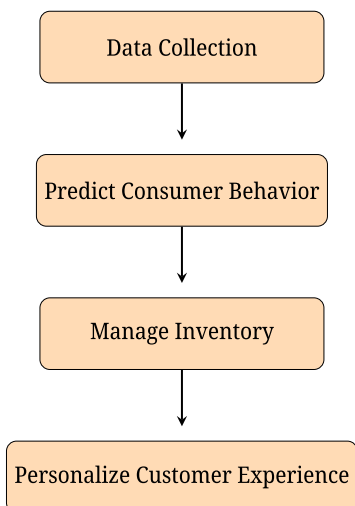 Data Collection
Predict Consumer Behavior
Manage Inventory
Personalize Customer Experience